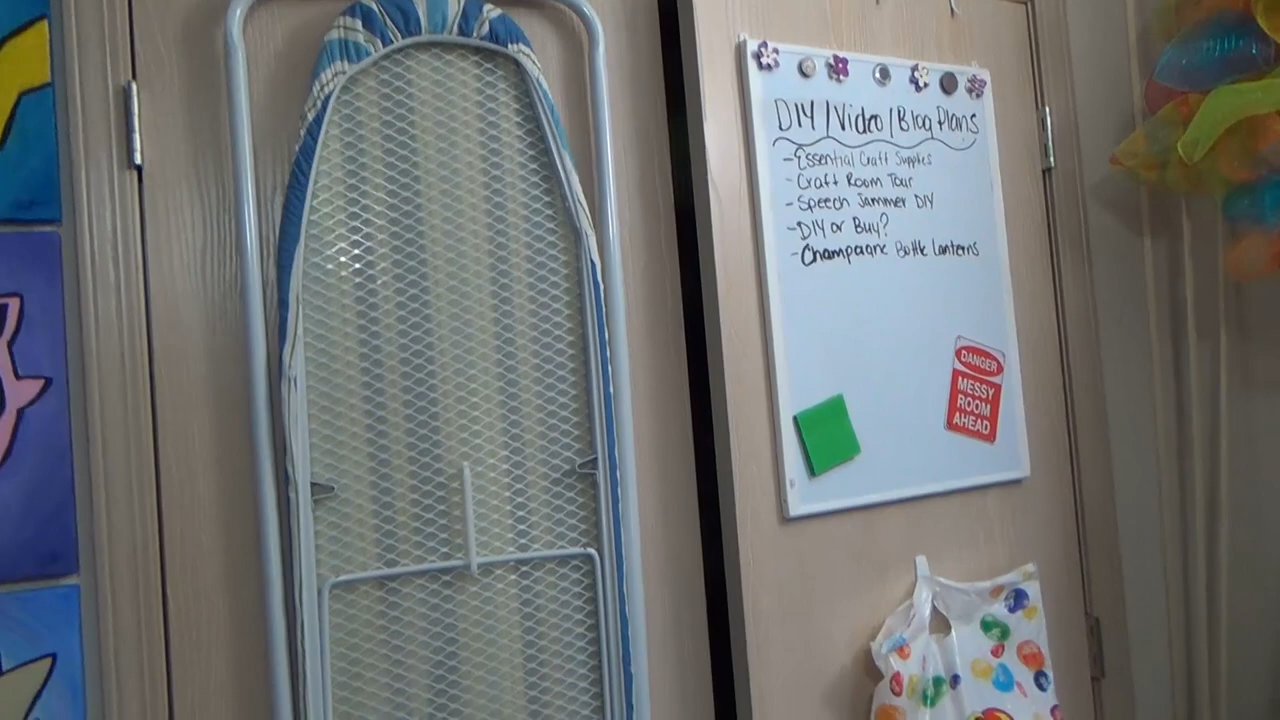 DIY/Video/Blog Plans
- Essential Craft Supplies
- Craft Room Tour
- Speech Jammer DIY
- DIY or Buy?
- Champagne Bottle Lanterns
DANGER
MESSY
ROOM
AHEAD